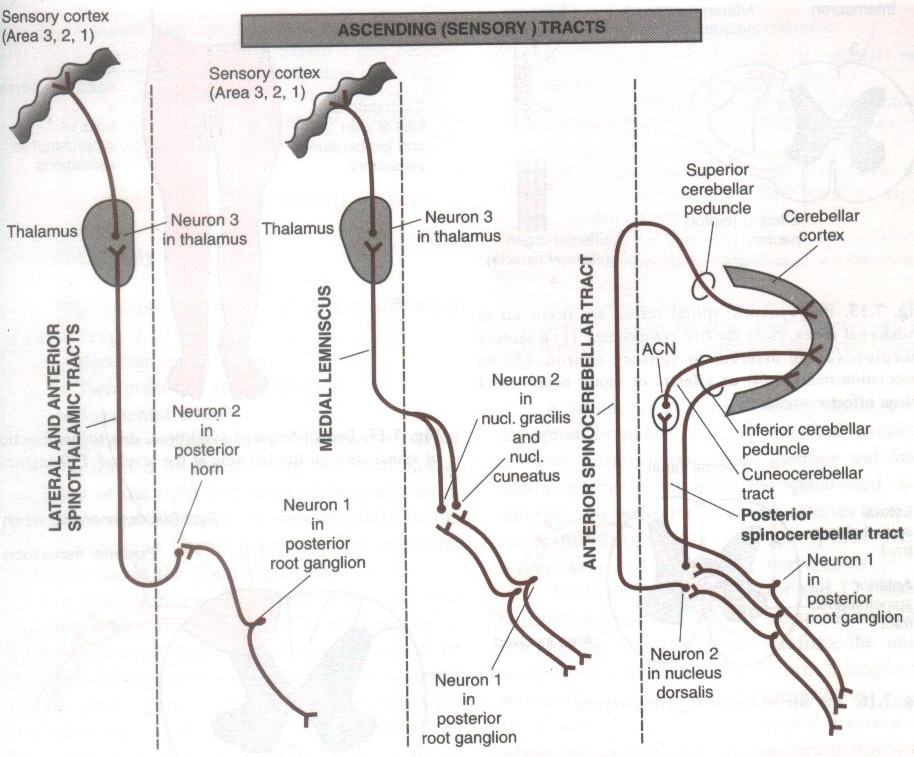 ASCENDING (SENSORY ) TRACTS
Sensory cortex
(Area 3, 2, 1)
Thalamus
Neuron 3
in thalamus
LATERAL AND ANTERIOR
SPINOTHALAMIC TRACTS
Neuron 2
in
posterior
horn
Neuron 1
in
posterior
root ganglion
Sensory cortex
(Area 3, 2, 1)
Thalamus
Neuron 3
in thalamus
MEDIAL LEMNISCUS
Neuron 2
in
nucl. gracilis
and
nucl.
cuneatus
Neuron 1
in
posterior
root ganglion
Superior
cerebellar
peduncle
Cerebellar
cortex
ANTERIOR SPINOCEREBELLAR TRACT
ACN
Inferior cerebellar
peduncle
Cuneocerebellar
tract
Posterior
spinocerebellar tract
Neuron 1
in
posterior
root ganglion
Neuron 2
in nucleus
dorsalis